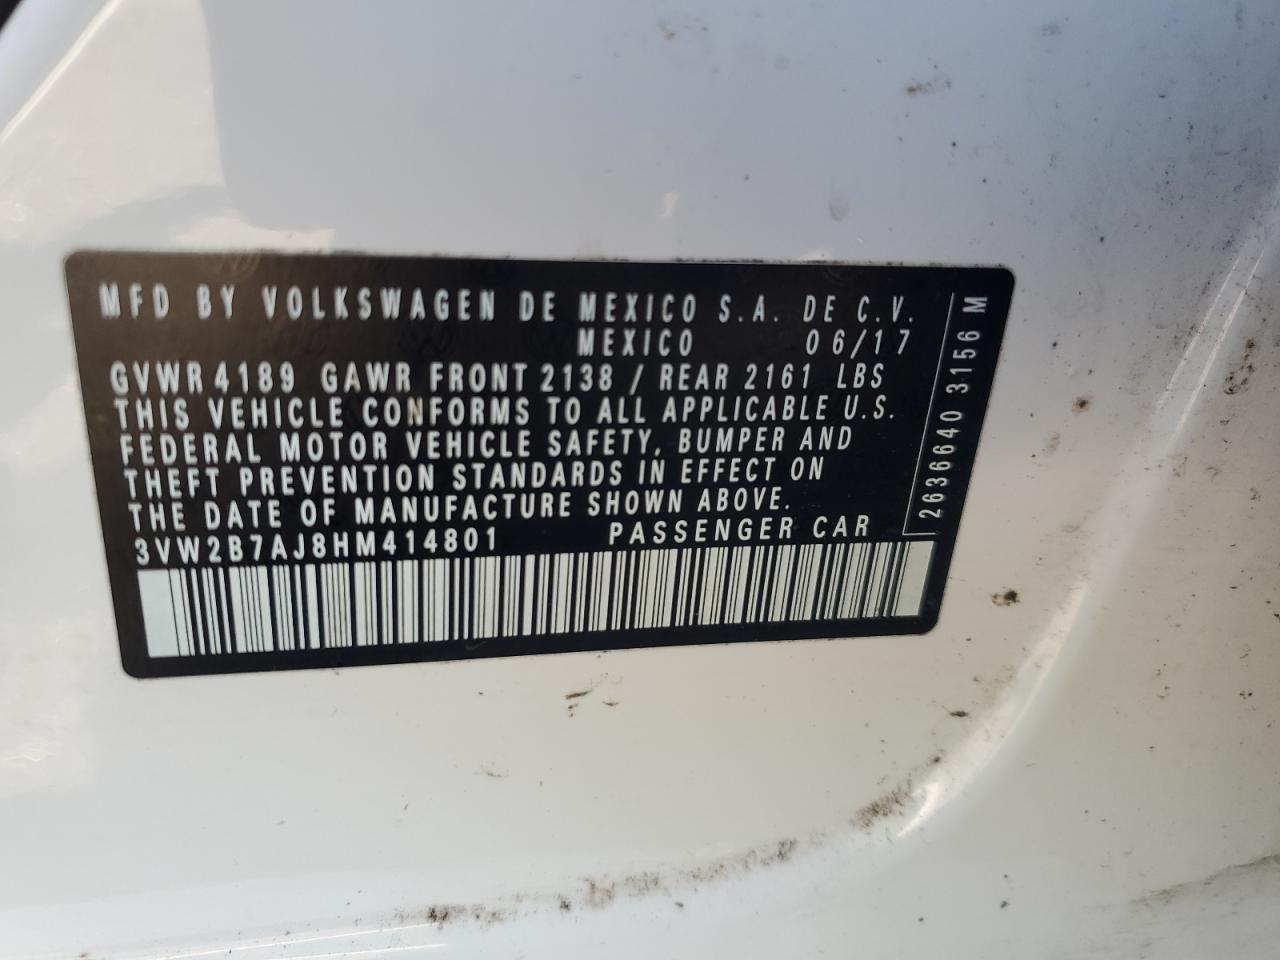 MFD BY VOLKSWAGEN DE MEXICO S.A. DE C.V.
MEXICO 06/17
GVWR 4189 GAWR FRONT 2138 / REAR 2161 LBS
THIS VEHICLE CONFORMS TO ALL APPLICABLE U.S.
FEDERAL MOTOR VEHICLE SAFETY, BUMPER AND
THEFT PREVENTION STANDARDS IN EFFECT ON
THE DATE OF MANUFACTURE SHOWN ABOVE.
3VW2B7AJ8HM414801 PASSENGER CAR
2636640 3156 M